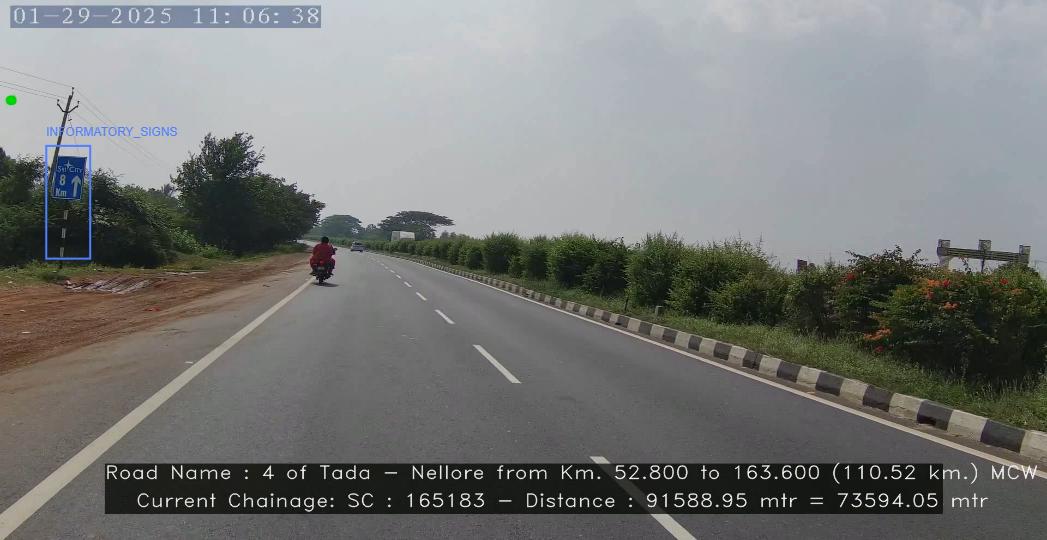 01-29-2025 11:06:38
INFORMATORY_SIGNS
Sri City
8
Km
Road Name : 4 of Tada - Nellore from Km. 52.800 to 163.600 (110.52 km.) MCW
Current Chainage: SC : 165183 - Distance : 91588.95 mtr = 73594.05 mtr